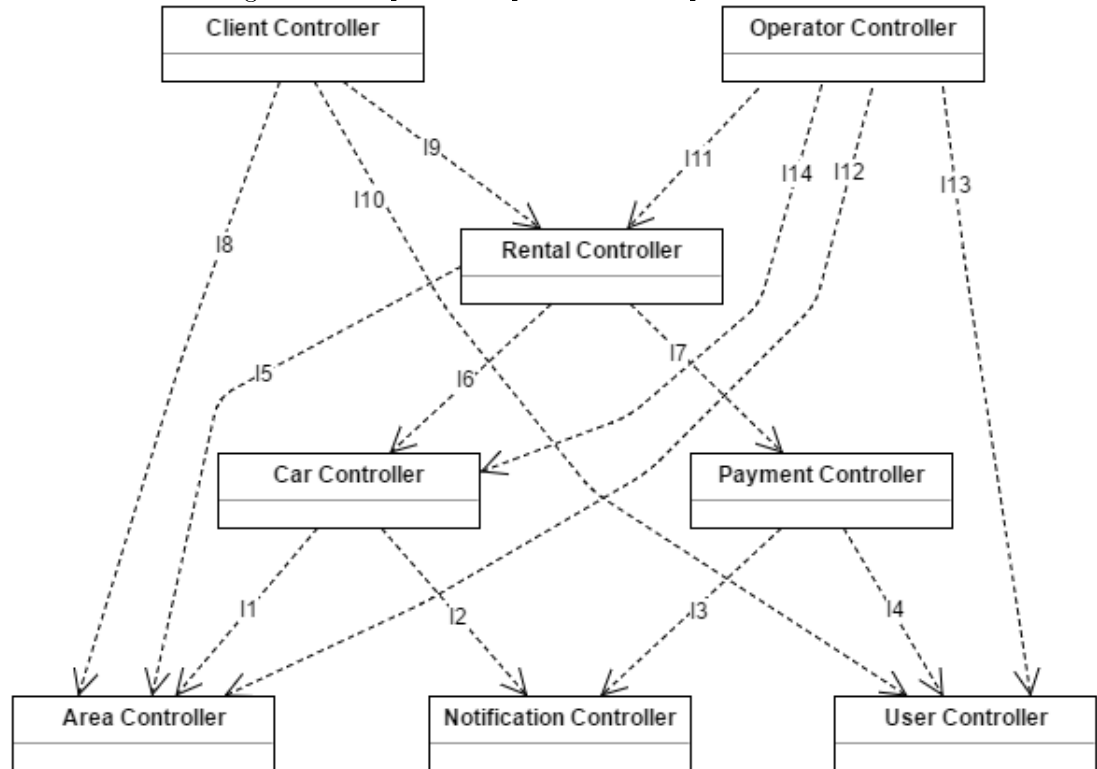 Client Controller
Operator Controller
I9
I11
I14
I12
I13
I10
I8
Rental Controller
I7
I5
I6
Car Controller
Payment Controller
I1
I2
I3
I4
Area Controller
Notification Controller
User Controller